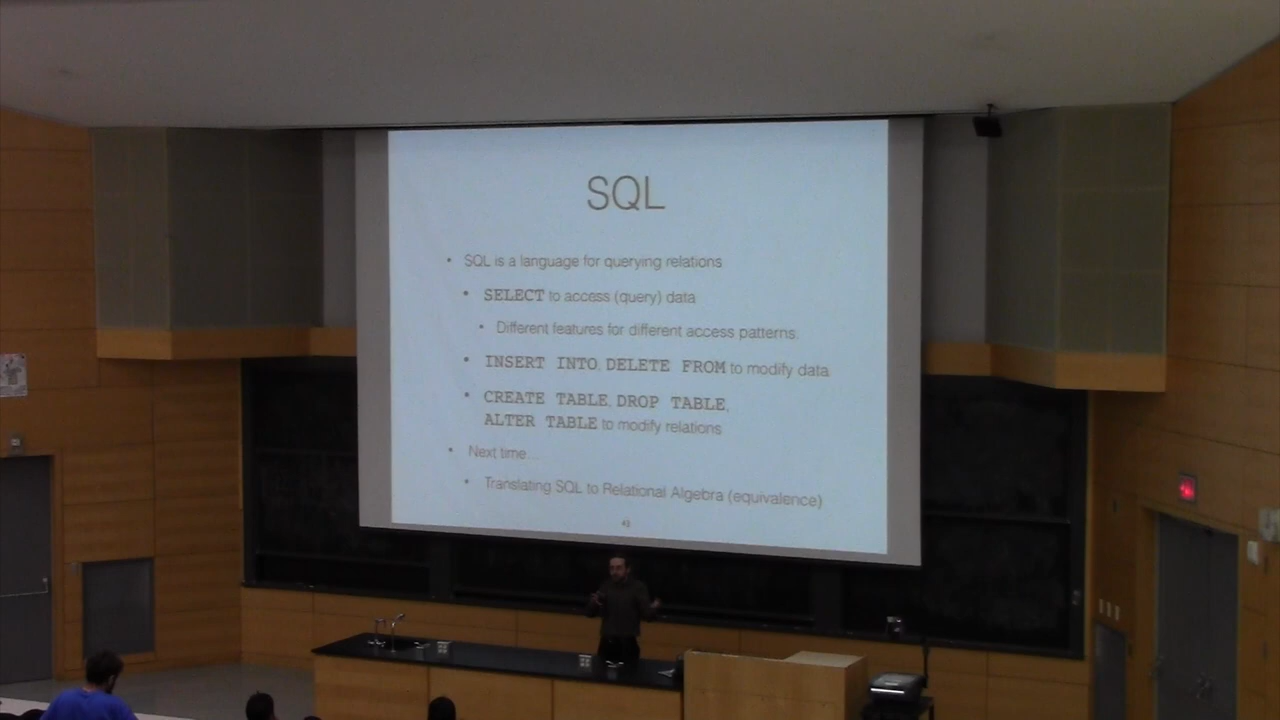 SQL
• SQL is a language for querying relations
• SELECT to access (query) data
• Different features for different access patterns.
• INSERT INTO, DELETE FROM to modify data
• CREATE TABLE, DROP TABLE,
ALTER TABLE to modify relations
• Next time...
• Translating SQL to Relational Algebra (equivalence)